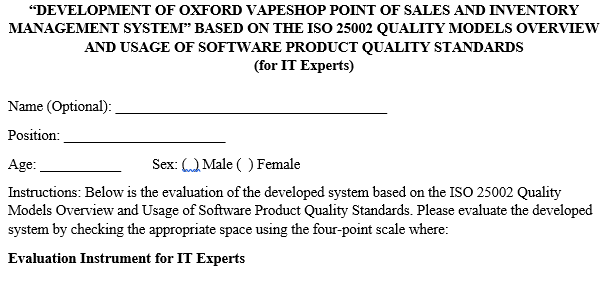 “DEVELOPMENT OF OXFORD VAPESHOP POINT OF SALES AND INVENTORY
MANAGEMENT SYSTEM” BASED ON THE ISO 25002 QUALITY MODELS OVERVIEW
AND USAGE OF SOFTWARE PRODUCT QUALITY STANDARDS
(for IT Experts)
Name (Optional): ____________________
Position: ____________________
Age: __________ Sex: ( ) Male ( ) Female
Instructions: Below is the evaluation of the developed system based on the ISO 25002 Quality
Models Overview and Usage of Software Product Quality Standards. Please evaluate the developed
system by checking the appropriate space using the four-point scale where:
Evaluation Instrument for IT Experts